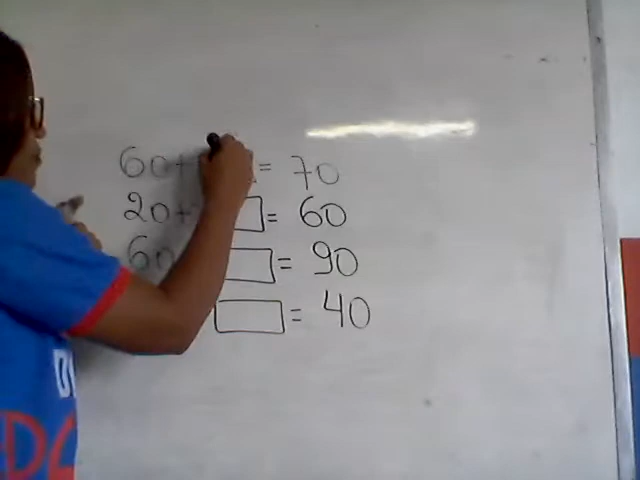 60+ = 70
20+ = 60
60 = 90
= 40